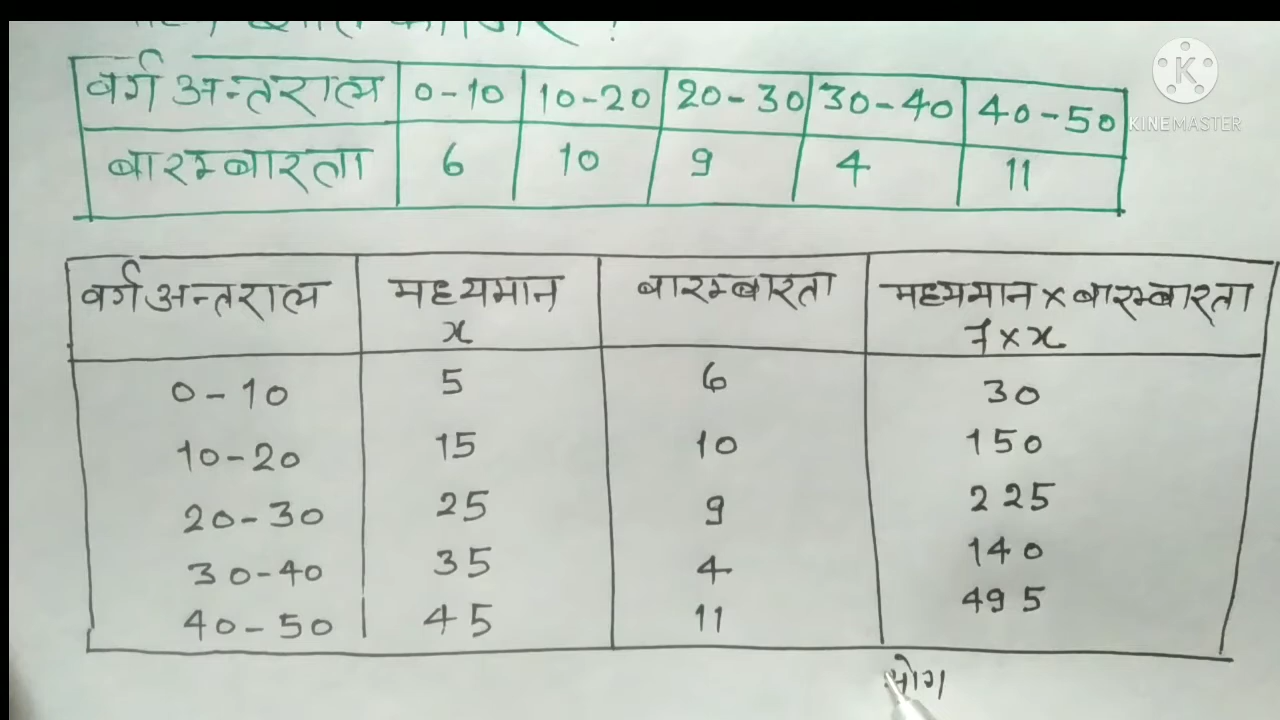 ज्ञात कीजिए ?
K
KINEMASTER
वर्ग अन्तराल 0-10 10-20 20-30 30-40 40-50
बारम्बारता 6 10 9 4 11
वर्ग अन्तराल मध्यमान x बारम्बारता मध्यमान × बारम्बारता f × x
0-10 5 6 30
10-20 15 10 150
20-30 25 9 225
30-40 35 4 140
40-50 45 11 495
योग